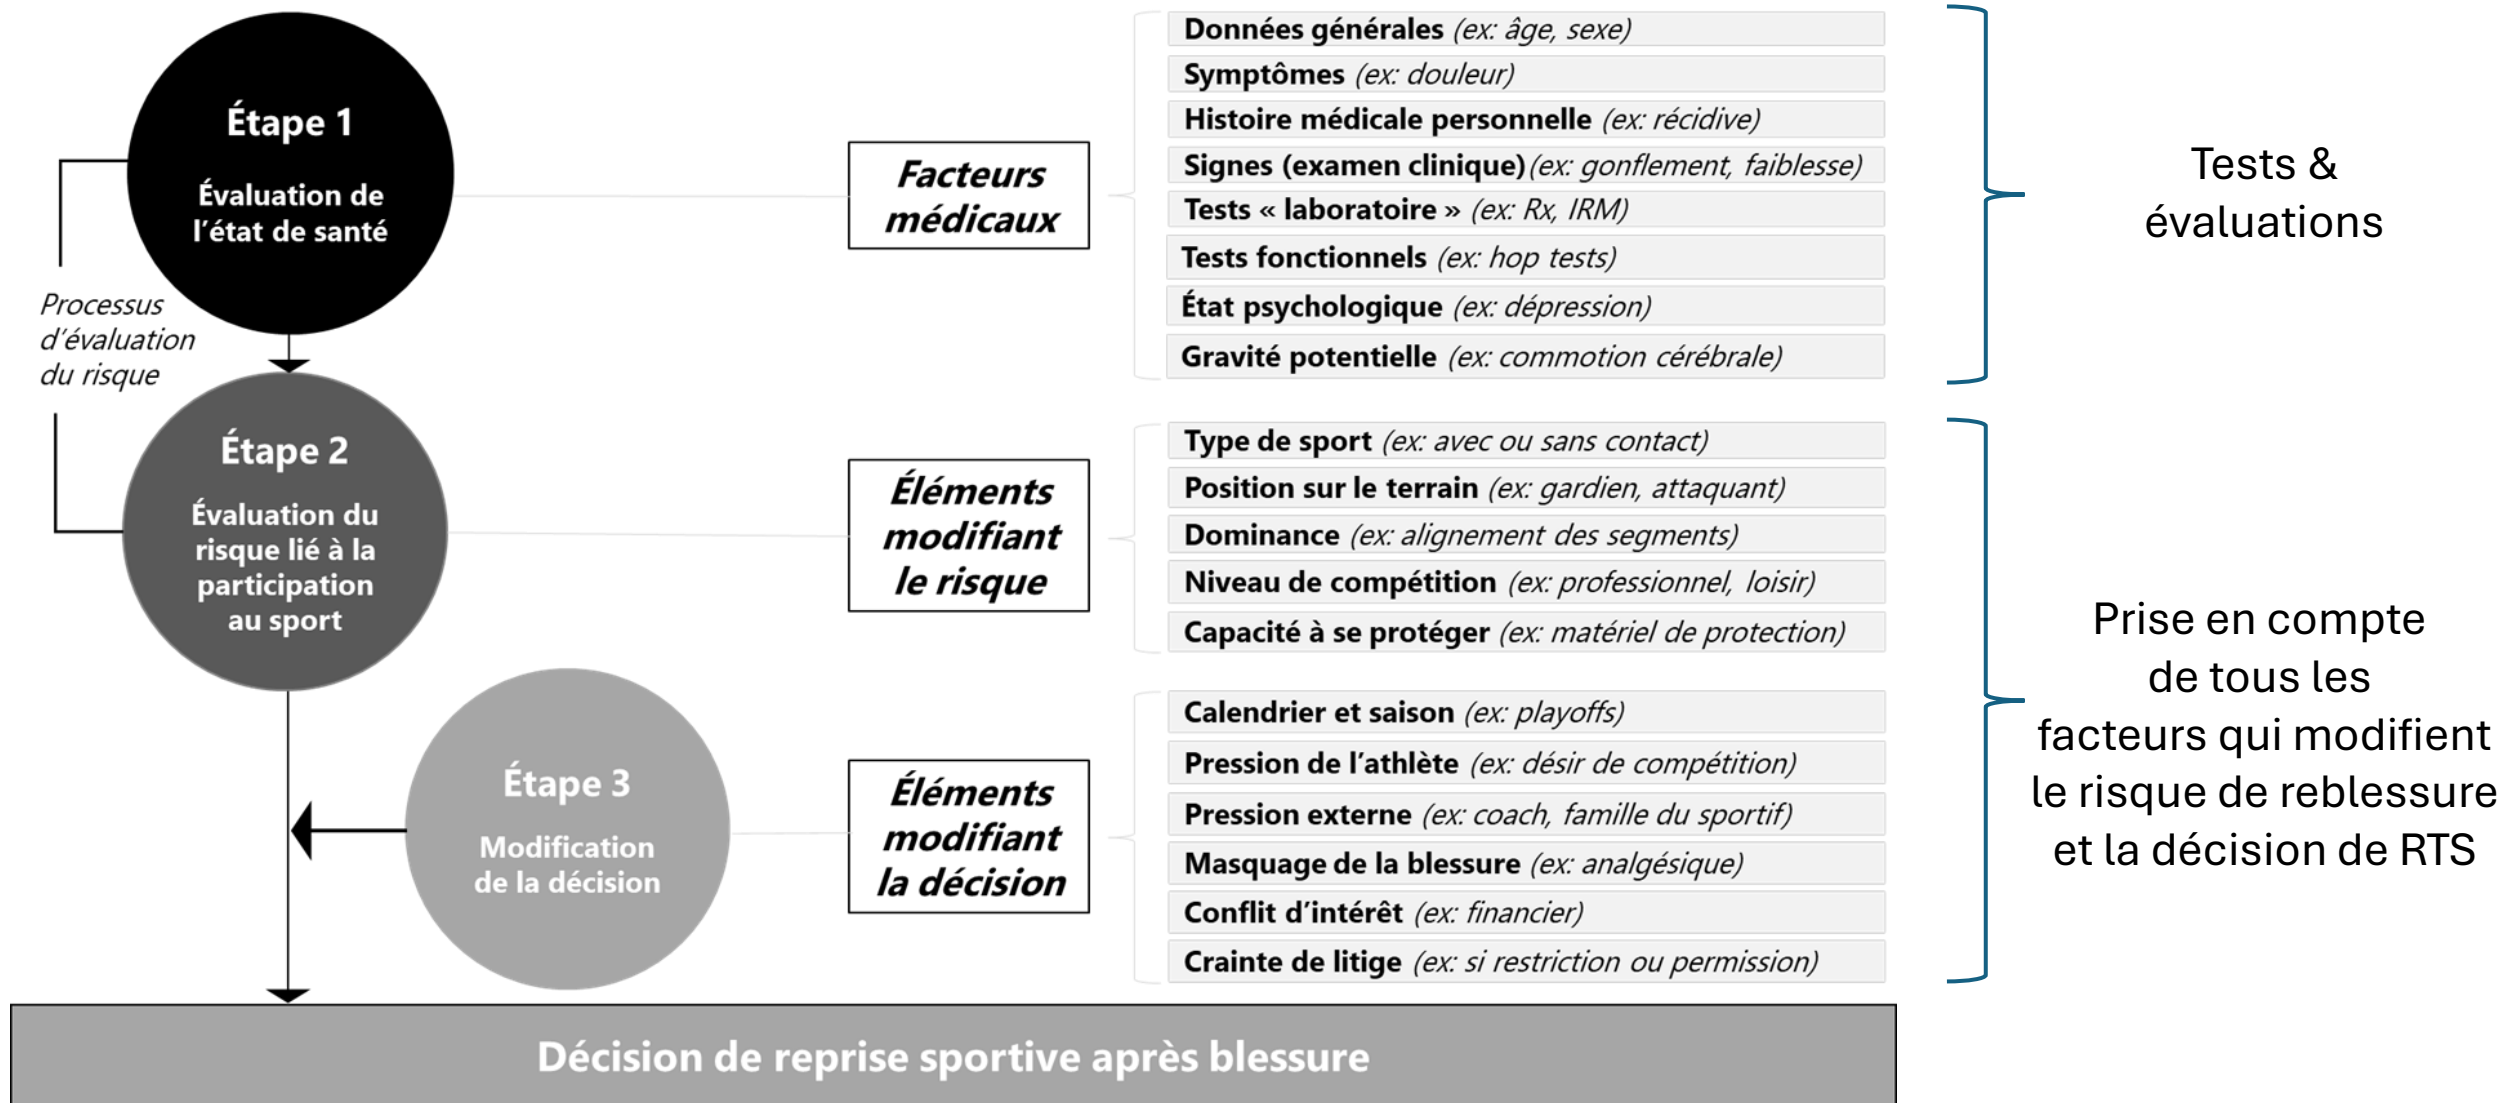 Étape 1
Évaluation de
l'état de santé
Processus
d'évaluation
du risque
Facteurs
médicaux
Données générales (ex: âge, sexe)
Symptômes (ex: douleur)
Histoire médicale personnelle (ex: récidive)
Signes (examen clinique)(ex: gonflement, faiblesse)
Tests « laboratoire » (ex: Rx, IRM)
Tests fonctionnels (ex: hop tests)
État psychologique (ex: dépression)
Gravité potentielle (ex: commotion cérébrale)
Tests &
évaluations
Étape 2
Évaluation du
risque lié à la
participation
au sport
Éléments
modifiant
le risque
Type de sport (ex: avec ou sans contact)
Position sur le terrain (ex: gardien, attaquant)
Dominance (ex: alignement des segments)
Niveau de compétition (ex: professionnel, loisir)
Capacité à se protéger (ex: matériel de protection)
Étape 3
Modification
de la décision
Éléments
modifiant
la décision
Calendrier et saison (ex: playoffs)
Pression de l'athlète (ex: désir de compétition)
Pression externe (ex: coach, famille du sportif)
Masquage de la blessure (ex: analgésique)
Conflit d'intérêt (ex: financier)
Crainte de litige (ex: si restriction ou permission)
Prise en compte
de tous les
facteurs qui modifient
le risque de reblessure
et la décision de RTS
Décision de reprise sportive après blessure